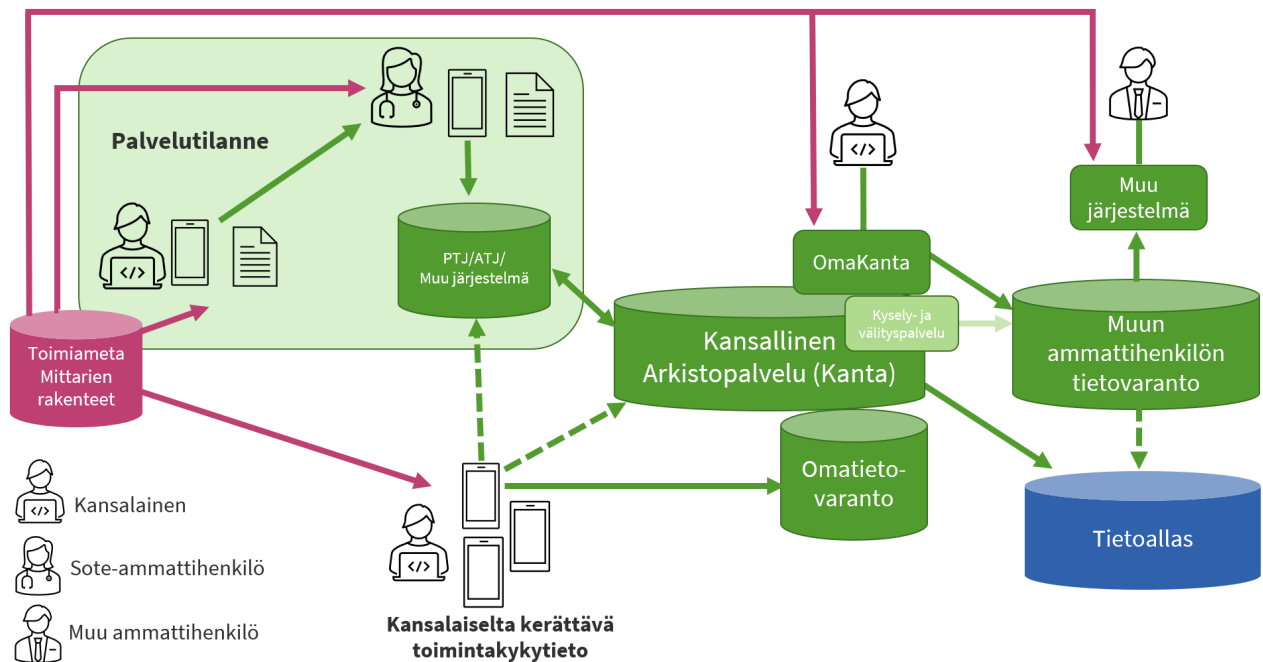 Palvelutilanne
PTJ/ATJ/
Muu järjestelmä
Toimiameta
Mittarien
rakenteet
OmaKanta
Kysely- ja
välityspalvelu
Kansallinen
Arkistopalvelu (Kanta)
Muu
järjestelmä
Muun
ammattihenkilön
tietovaranto
Omatieto-
varanto
Tietoallas
Kansalaiselta kerättävä
toimintakykytieto
Kansalainen
Sote-ammattihenkilö
Muu ammattihenkilö